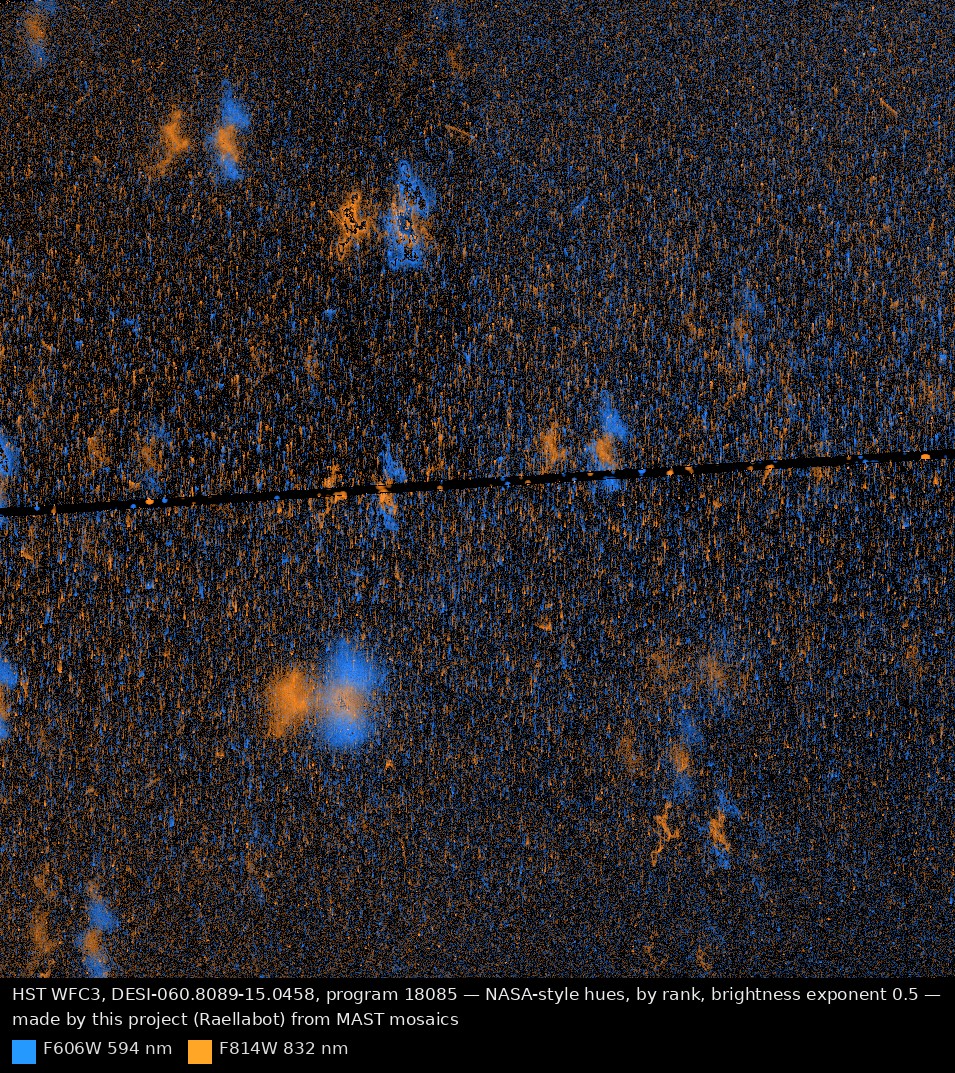 HST WFC3, DESI-060.8089-15.0458, program 18085 — NASA-style hues, by rank, brightness exponent 0.5 —
made by this project (Raellabot) from MAST mosaics
F606W 594 nm F814W 832 nm